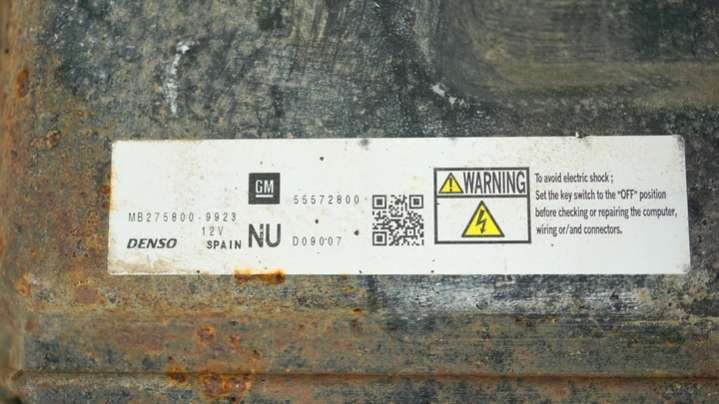 GM
55572800
MB275800-9923
12V
DENSO SPAIN NU D0907
WARNING
To avoid electric shock ;
Set the key switch to the "OFF" position
before checking or repairing the computer,
wiring or/and connectors.